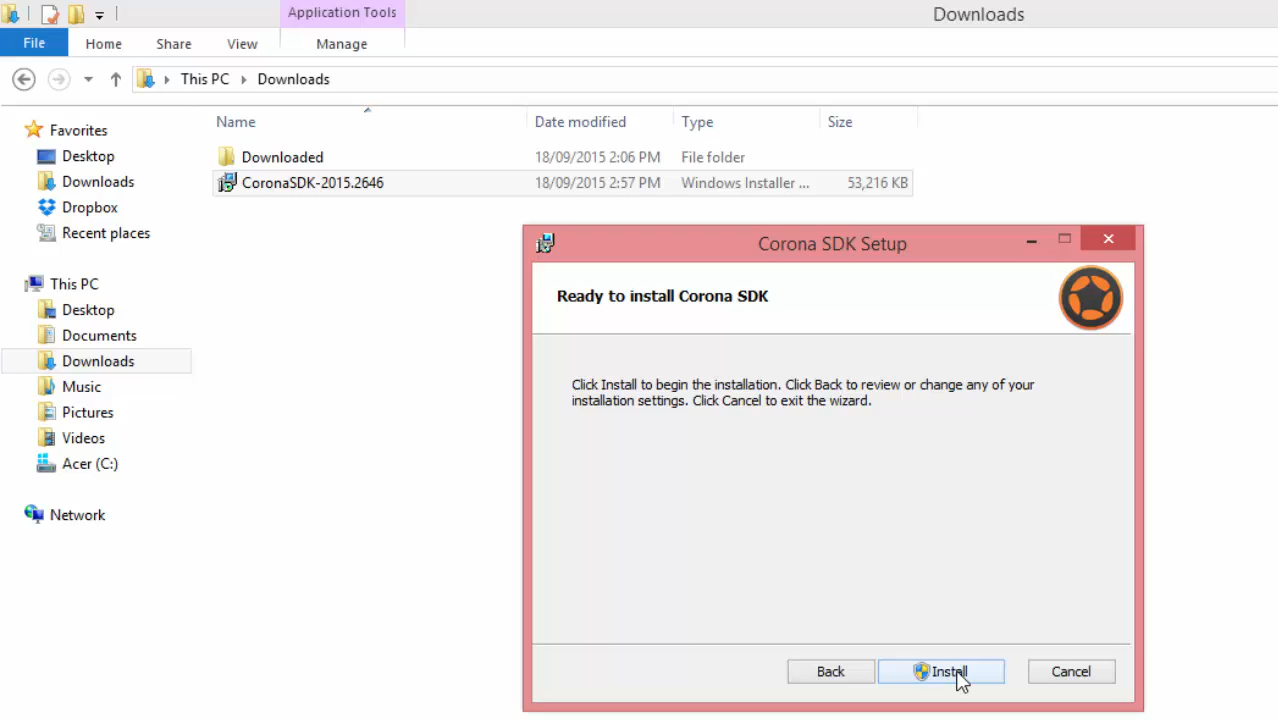 Application Tools
Downloads
File Home Share View Manage
This PC Downloads
Name Date modified Type Size
Favorites
Desktop
Downloads
Dropbox
Recent places
This PC
Desktop
Documents
Downloads
Music
Pictures
Videos
Acer (C:)
Network
Downloaded 18/09/2015 2:06 PM File folder
CoronaSDK-2015.2646 18/09/2015 2:57 PM Windows Installer ... 53,216 KB
Corona SDK Setup
Ready to install Corona SDK
Click Install to begin the installation. Click Back to review or change any of your
installation settings. Click Cancel to exit the wizard.
Back Install Cancel